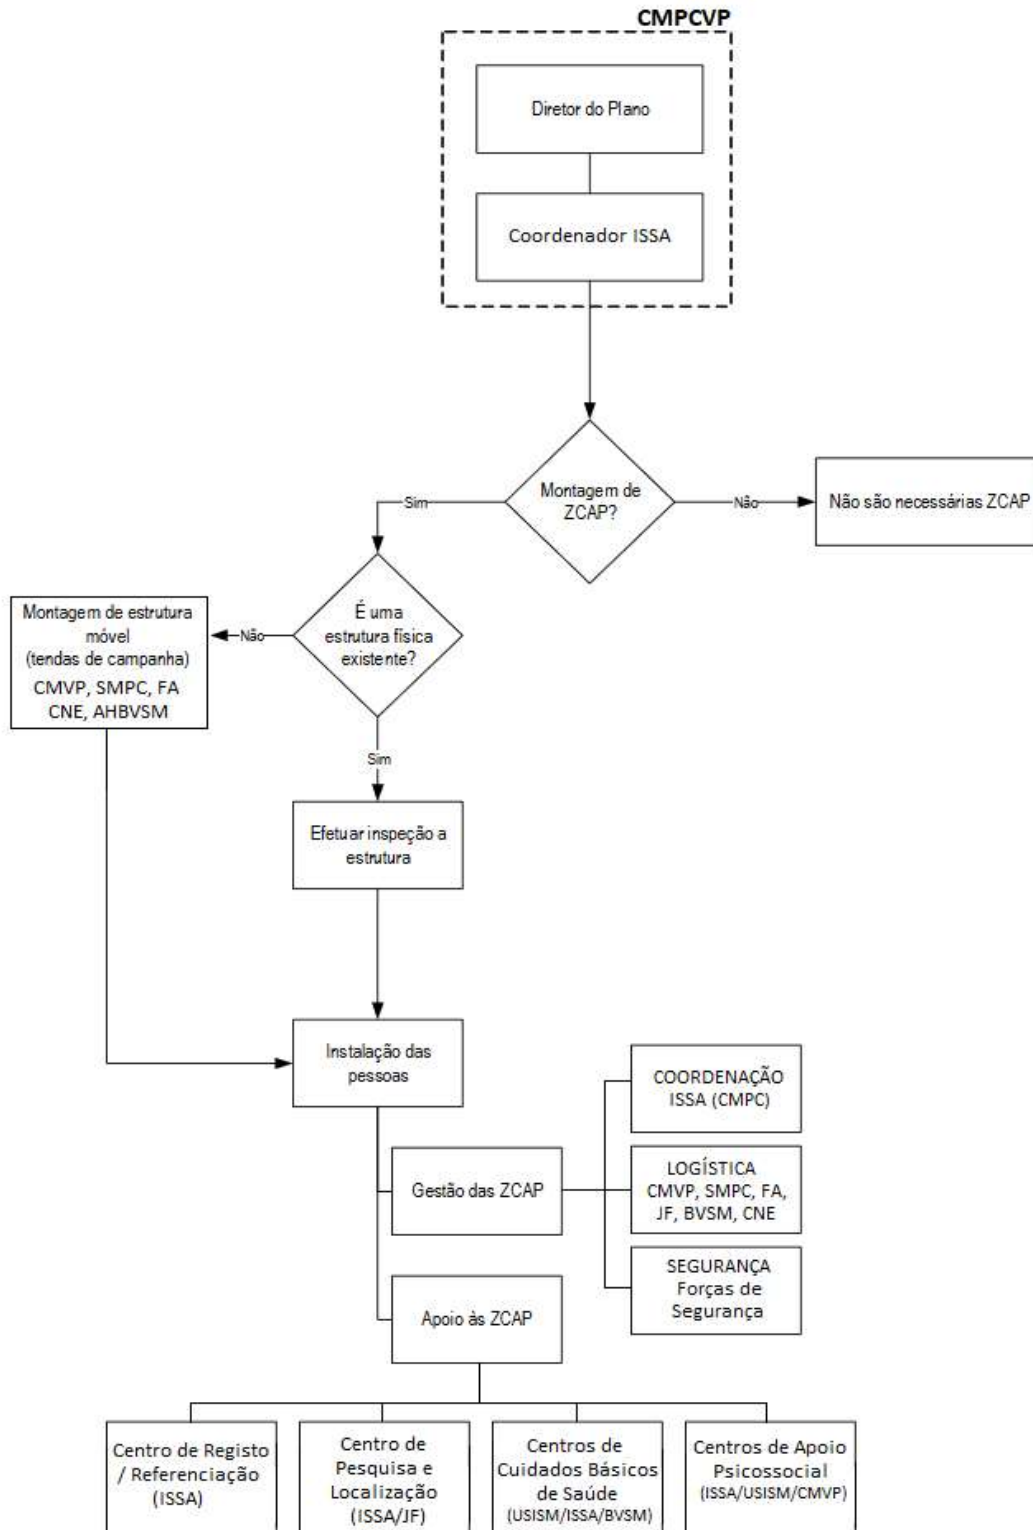 CMPCVP
Diretor do Plano
Coordenador ISSA
Montagem de
ZCAP?
Sim
Não
Não são necessárias ZCAP
É uma
estrutura física
existente?
Não
Montagem de estrutura
móvel
(tendas de campanha)
CMVP, SMPC, FA
CNE, AHBVSM
Sim
Efetuar inspeção a
estrutura
Instalação das
pessoas
Gestão das ZCAP
COORDENAÇÃO
ISSA (CMPC)
LOGÍSTICA
CMVP, SMPC, FA,
JF, BVSM, CNE
SEGURANÇA
Forças de
Segurança
Apoio às ZCAP
Centro de Registo
/ Referenciação
(ISSA)
Centro de
Pesquisa e
Localização
(ISSA/JF)
Centros de
Cuidados Básicos
de Saúde
(USISM/ISSA/BVSM)
Centros de Apoio
Psicossocial
(ISSA/USISM/CMVP)